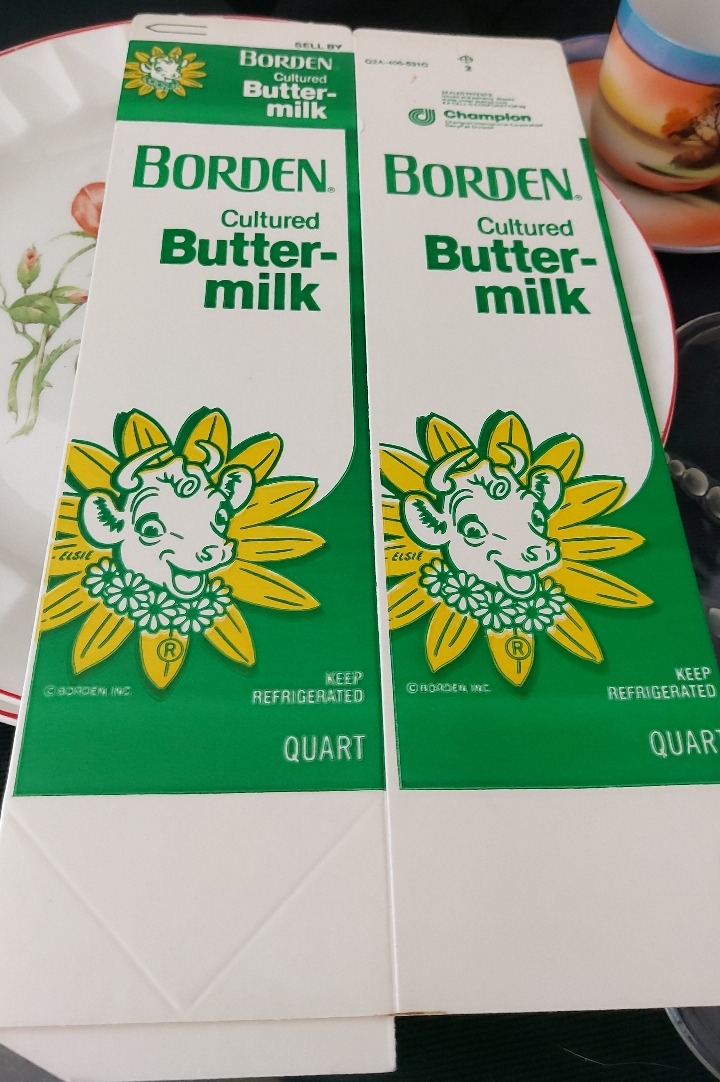 SELL BY
BORDEN
Cultured
Butter-
milk
2
Champion
BORDEN®
Cultured
Butter-
milk
ELSIE
®
© BORDEN, INC.
KEEP
REFRIGERATED
QUART
BORDEN®
Cultured
Butter-
milk
ELSIE
®
© BORDEN, INC.
KEEP
REFRIGERATED
QUART